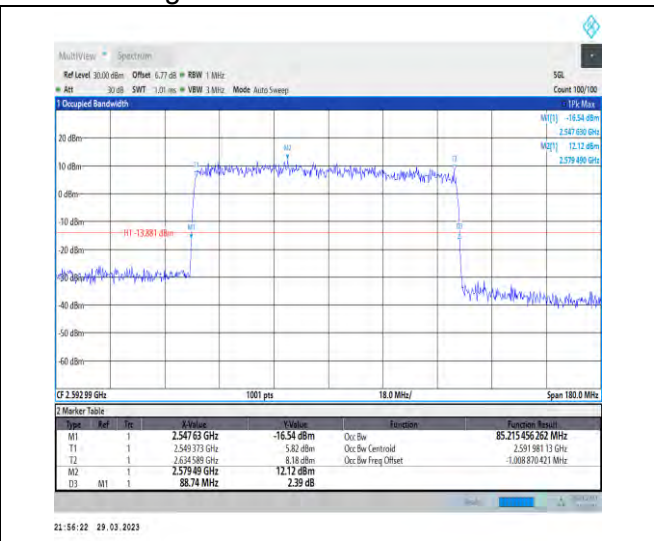 MultiView Spectrum
Ref Level 30.00 dBm Offset 6.77 dB RBW 1 MHz SGL
Att 30 dB SWT 1.01 ms VBW 3 MHz Mode Auto Sweep Count 100/100
1 Occupied Bandwidth 1Pk Max
M1[1] -16.54 dBm
2.547 630 GHz
M2[1] 12.12 dBm
2.579 490 GHz
20 dBm
M2
10 dBm
T1 T2
0 dBm
-10 dBm
H1 -13.881 dBm M1 D3
-20 dBm
-30 dBm
-40 dBm
-50 dBm
-60 dBm
CF 2.592 99 GHz 1001 pts 18.0 MHz/ Span 180.0 MHz
2 Marker Table
Type Ref Trc X-Value Y-Value Function Function Result
M1 1 2.547 63 GHz -16.54 dBm Occ Bw 85.215 456 262 MHz
T1 1 2.549 373 GHz 5.82 dBm Occ Bw Centroid 2.591 981 13 GHz
T2 1 2.634 589 GHz 8.18 dBm Occ Bw Freq Offset -1.008 870 421 MHz
M2 1 2.579 49 GHz 12.12 dBm
D3 M1 1 88.74 MHz 2.39 dB
21:56:22 29.03.2023